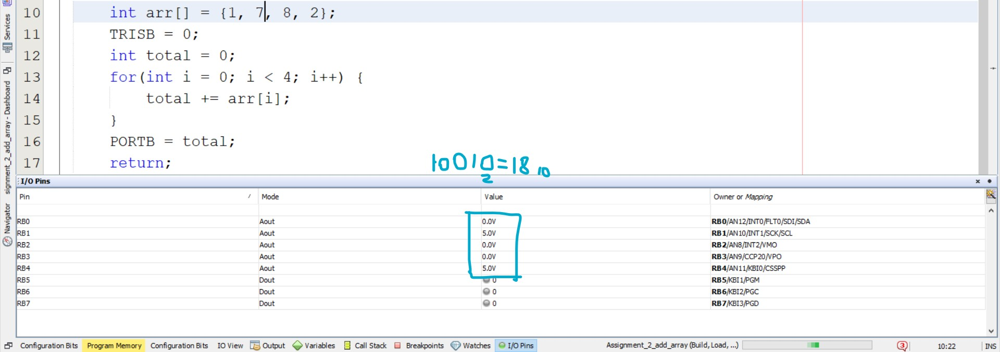 10 int arr[] = {1, 7, 8, 2};
11 TRISB = 0;
12 int total = 0;
13 for(int i = 0; i < 4; i++) {
14 total += arr[i];
15 }
16 PORTB = total;
17 return;
10010₂=18₁₀
Services
signment_2_add_array - Dashboard
Navigator
I/O Pins
Pin / Mode Value Owner or Mapping
RB0 Aout 0.0V RB0/AN12/INT0/FLT0/SDI/SDA
RB1 Aout 5.0V RB1/AN10/INT1/SCK/SCL
RB2 Aout 0.0V RB2/AN8/INT2/VMO
RB3 Aout 0.0V RB3/AN9/CCP20/VPO
RB4 Aout 5.0V RB4/AN11/KBI0/CSSPP
RB5 Dout 0 RB5/KBI1/PGM
RB6 Dout 0 RB6/KBI2/PGC
RB7 Dout 0 RB7/KBI3/PGD
Configuration Bits Program Memory Configuration Bits IO View Output Variables Call Stack Breakpoints Watches I/O Pins Assignment_2_add_array (Build, Load, ...) 3 10:22 INS